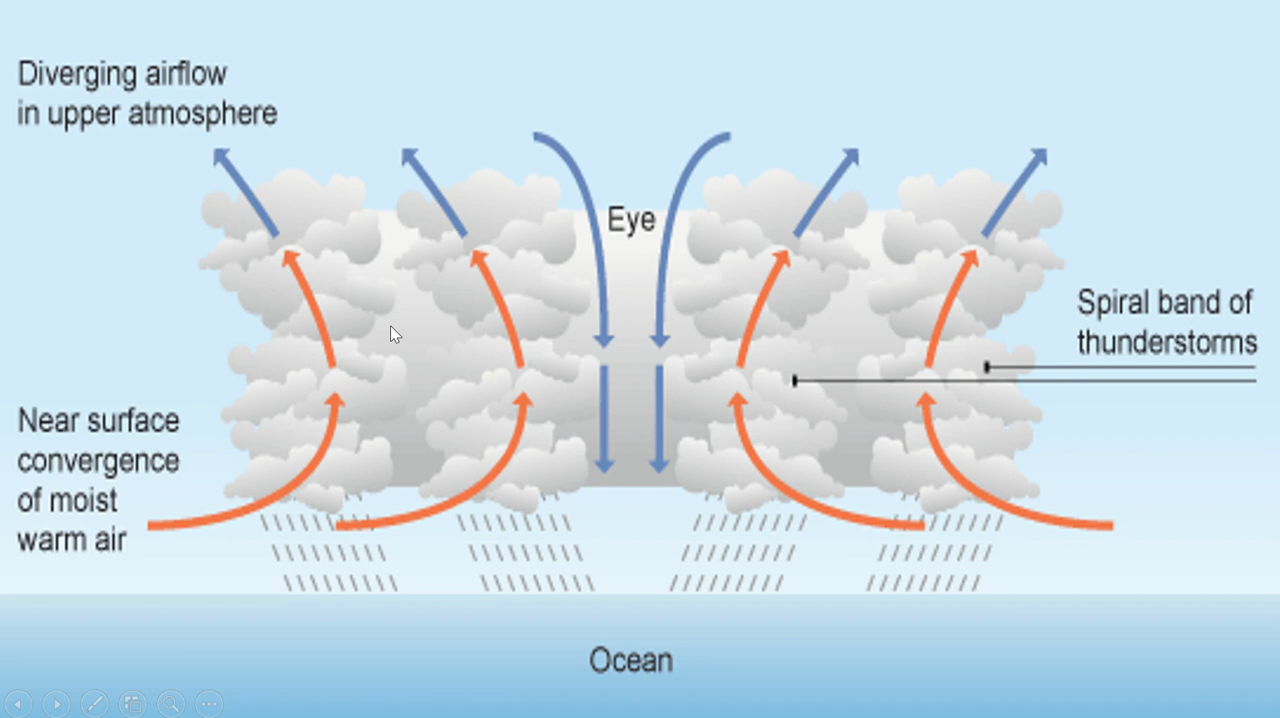 Diverging airflow
in upper atmosphere
Eye
Spiral band of
thunderstorms
Near surface
convergence
of moist
warm air
Ocean